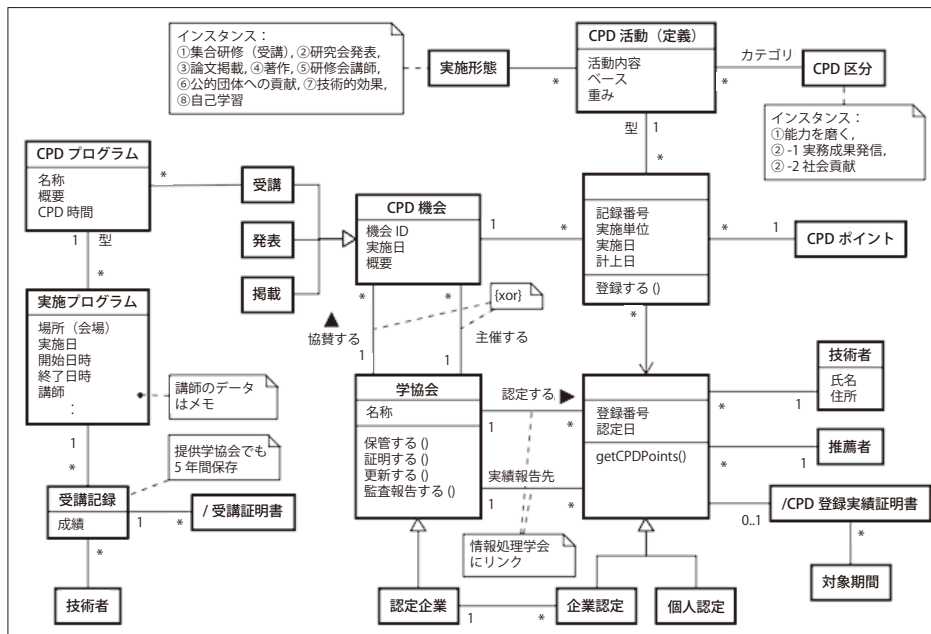 インスタンス：
①集合研修（受講），②研究会発表，
③論文掲載，④著作，⑤研修会講師，
⑥公的団体への貢献，⑦技術的効果，
⑧自己学習
実施形態
*
CPD 活動（定義）
活動内容
ベース
重み
*
カテゴリ
CPD 区分
インスタンス：
①能力を磨く，
② -1 実務成果発信，
② -2 社会貢献
型 1
*
CPD プログラム
名称
概要
CPD 時間
*
受講
発表
掲載
CPD 機会
機会 ID
実施日
概要
1
*
記録番号
実施単位
実施日
計上日
登録する ()
*
1
CPD ポイント
1 型
*
実施プログラム
場所（会場）
実施日
開始日時
終了日時
講師
：
講師のデータ
はメモ
*
*
{xor}
▲
協賛する
主催する
1
1
*
学協会
名称
保管する ()
証明する ()
更新する ()
監査報告する ()
認定する ▶
1
*
実績報告先
1
*
登録番号
認定日
getCPDPoints()
技術者
氏名
住所
*
1
推薦者
*
1
1
*
提供学協会でも
5 年間保存
受講記録
成績
1
*
/ 受講証明書
*
技術者
情報処理学会
にリンク
0..1
/CPD 登録実績証明書
*
対象期間
認定企業
1
*
企業認定
個人認定